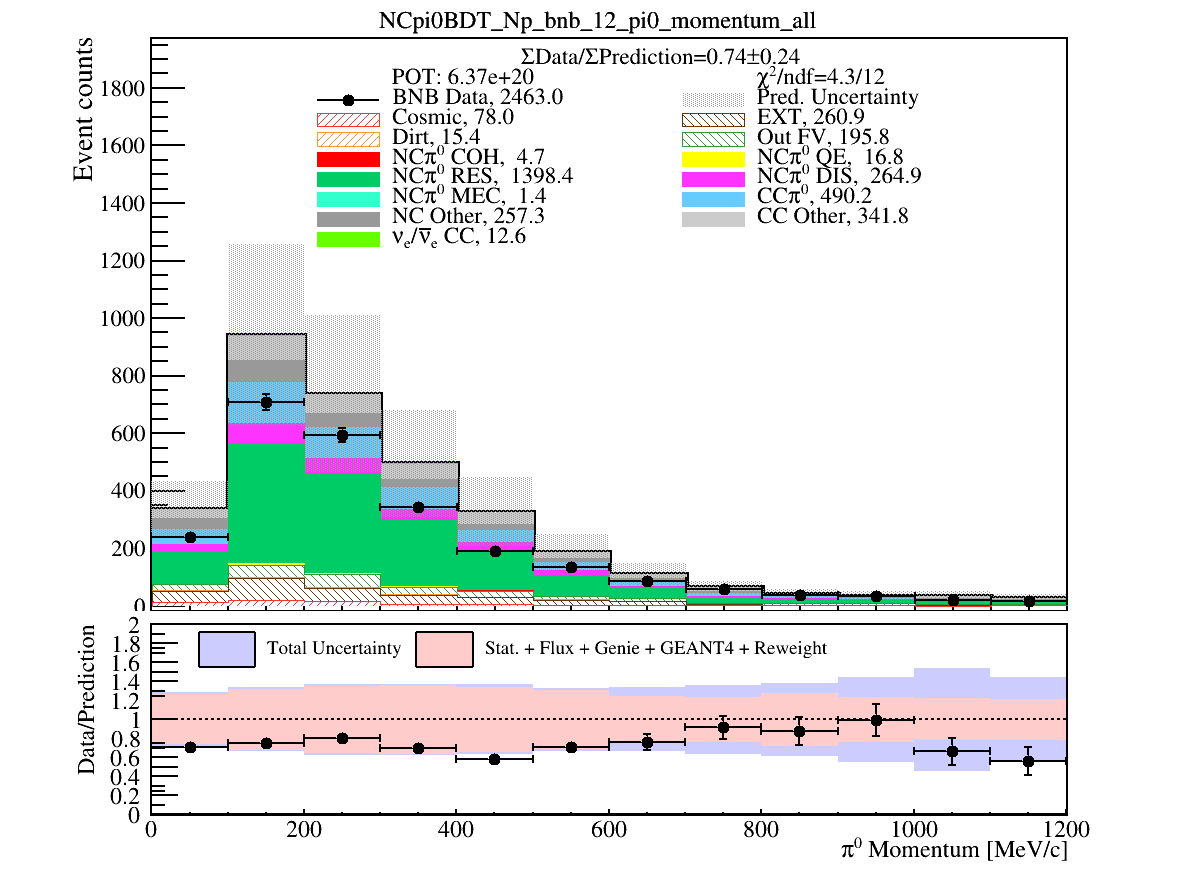 NCpi0BDT_Np_bnb_12_pi0_momentum_all
ΣData/ΣPrediction=0.74±0.24
POT: 6.37e+20
χ²/ndf=4.3/12
BNB Data, 2463.0
Pred. Uncertainty
Cosmic, 78.0
EXT, 260.9
Dirt, 15.4
Out FV, 195.8
NCπ⁰ COH, 4.7
NCπ⁰ QE, 16.8
NCπ⁰ RES, 1398.4
NCπ⁰ DIS, 264.9
NCπ⁰ MEC, 1.4
CCπ⁰, 490.2
NC Other, 257.3
CC Other, 341.8
νₑ/ν̅ₑ CC, 12.6
Event counts
1800
1600
1400
1200
1000
800
600
400
200
0
Total Uncertainty
Stat. + Flux + Genie + GEANT4 + Reweight
Data/Prediction
2
1.8
1.6
1.4
1.2
1
0.8
0.6
0.4
0.2
0
0 200 400 600 800 1000 1200
π⁰ Momentum [MeV/c]